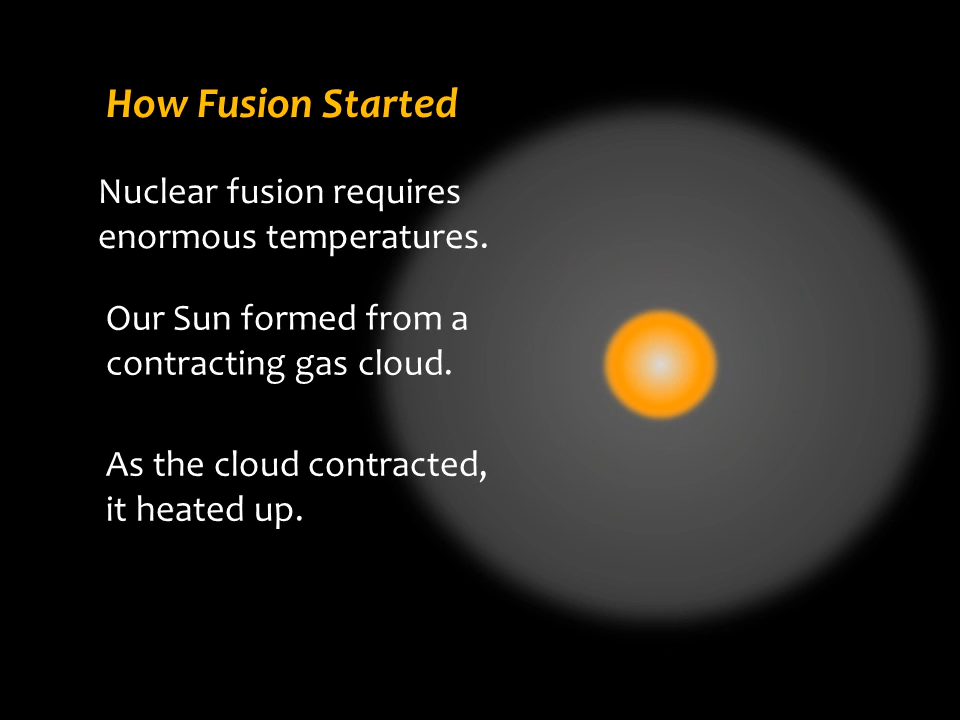 How Fusion Started
Nuclear fusion requires
enormous temperatures.
Our Sun formed from a
contracting gas cloud.
As the cloud contracted,
it heated up.